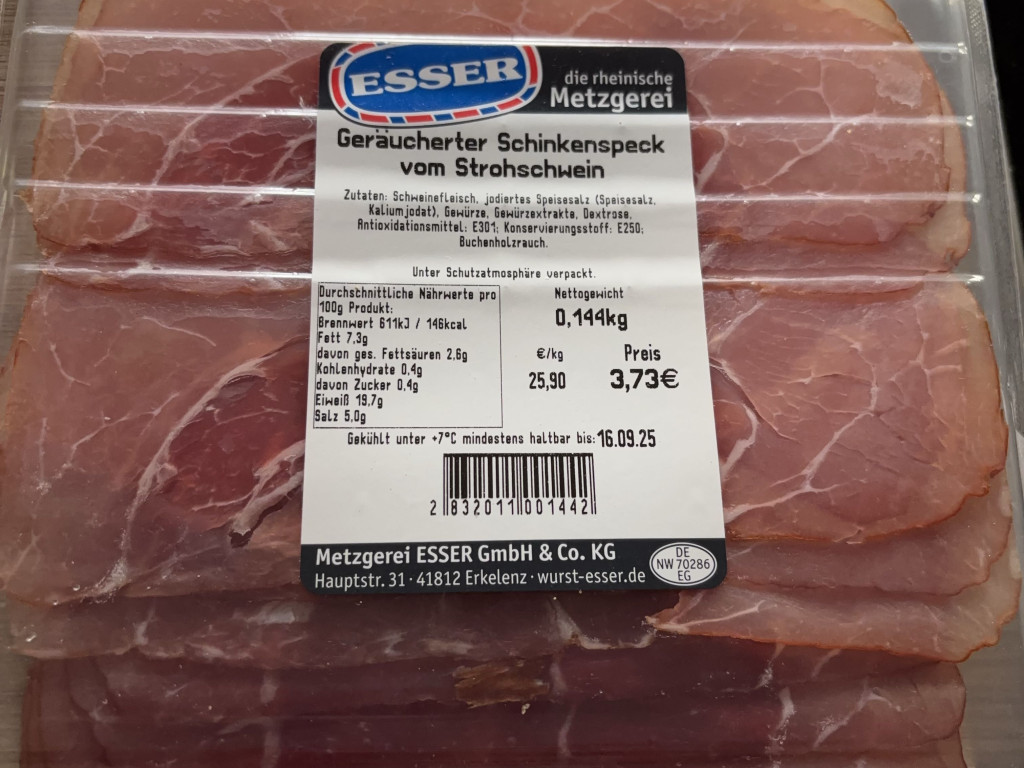 ESSER
die rheinische
Metzgerei
Geräucherter Schinkenspeck
vom Strohschwein
Zutaten: Schweinefleisch, jodiertes Speisesalz (Speisesalz,
Kaliumjodat), Gewürze, Gewürzextrakte, Dextrose,
Antioxidationsmittel: E301; Konservierungsstoff: E250;
Buchenholzrauch.
Unter Schutzatmosphäre verpackt.
Durchschnittliche Nährwerte pro
100g Produkt:
Brennwert 611kJ / 146kcal
Fett 7,3g
davon ges. Fettsäuren 2,6g
Kohlenhydrate 0,4g
davon Zucker 0,4g
Eiweiß 19,7g
Salz 5,0g
Nettogewicht
0,144kg
€/kg Preis
25,90 3,73€
Gekühlt unter +7°C mindestens haltbar bis: 16.09.25
2 832011 001442
Metzgerei ESSER GmbH & Co. KG
Hauptstr. 31 · 41812 Erkelenz · wurst-esser.de
DE
NW 70286
EG